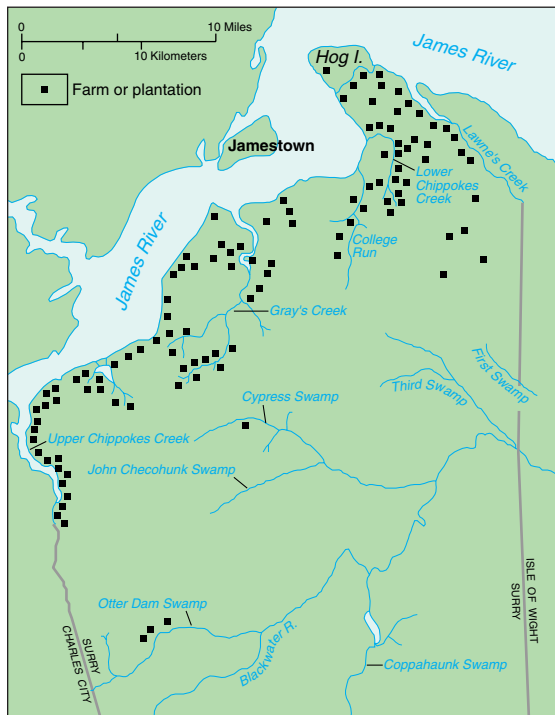 0 10 Miles
0 10 Kilometers
Farm or plantation
Hog I.
James River
Jamestown
Lawne's Creek
Lower
Chippokes
Creek
College
Run
James River
Gray's Creek
First Swamp
Third Swamp
Cypress Swamp
Upper Chippokes Creek
John Checohunk Swamp
Otter Dam Swamp
Blackwater R.
Coppahaunk Swamp
ISLE OF WIGHT
SURRY
SURRY
CHARLES CITY